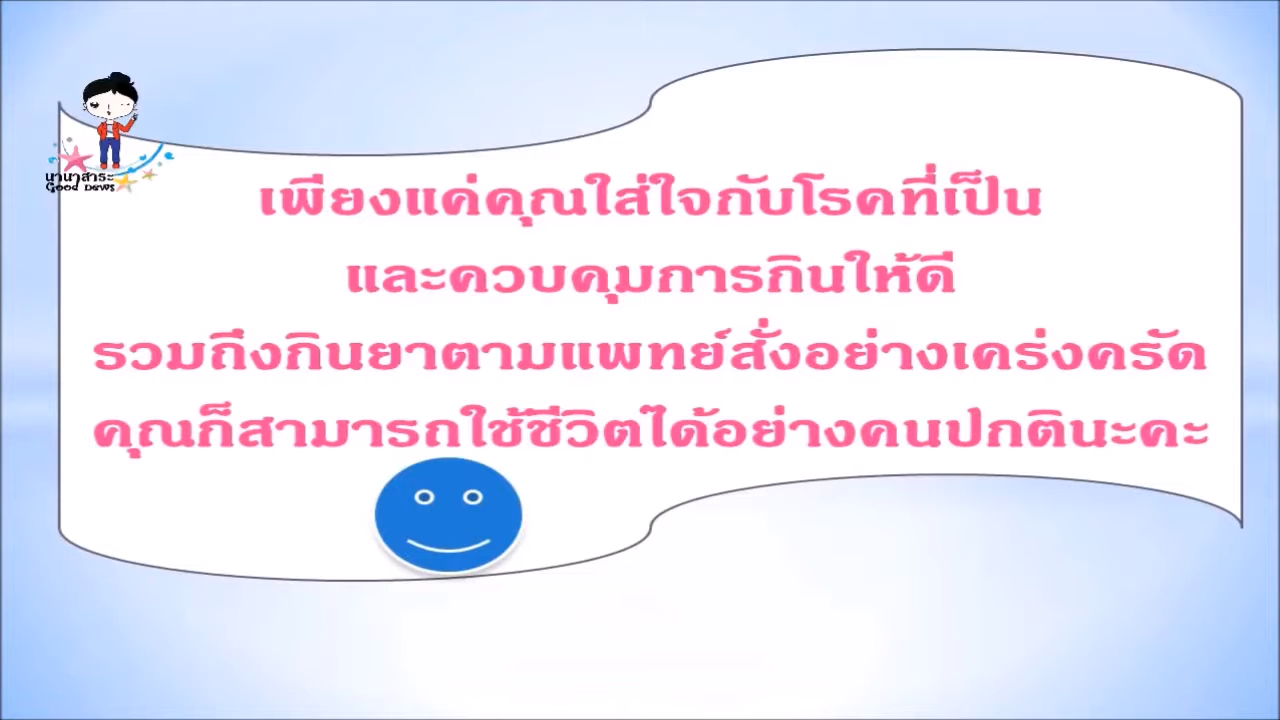 นานาสาระ
Good news
เพียงแค่คุณใส่ใจกับโรคที่เป็น
และควบคุมการกินให้ดี
รวมถึงกินยาตามแพทย์สั่งอย่างเคร่งครัด
คุณก็สามารถใช้ชีวิตได้อย่างคนปกตินะคะ